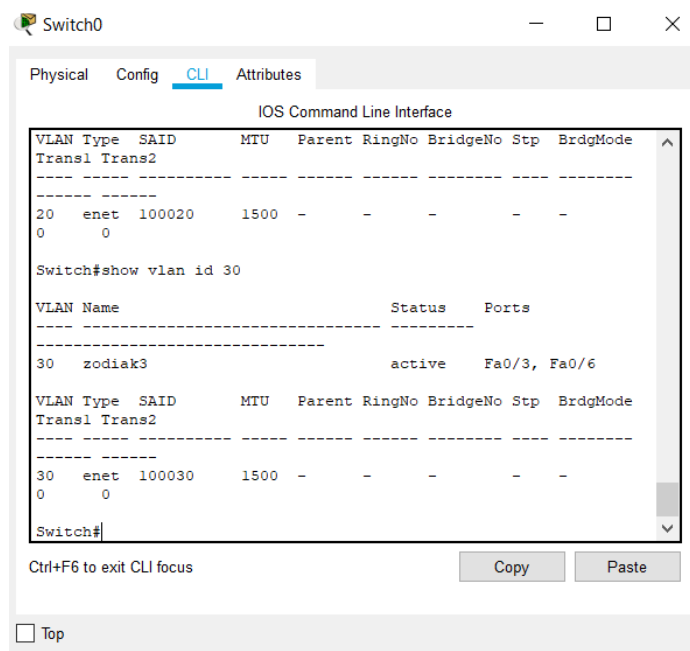 Switch0
Physical Config CLI Attributes
IOS Command Line Interface
VLAN Type SAID MTU Parent RingNo BridgeNo Stp BrdgMode
Trans1 Trans2
---- ----- ---------- ----- ------ ------ -------- ---- --------
------ ------
20 enet 100020 1500 - - - - -
0 0
Switch#show vlan id 30
VLAN Name Status Ports
---- -------------------------------- ---------
-------------------------------
30 zodiak3 active Fa0/3, Fa0/6
VLAN Type SAID MTU Parent RingNo BridgeNo Stp BrdgMode
Trans1 Trans2
---- ----- ---------- ----- ------ ------ -------- ---- --------
------ ------
30 enet 100030 1500 - - - - -
0 0
Switch#
Ctrl+F6 to exit CLI focus
Copy Paste
Top